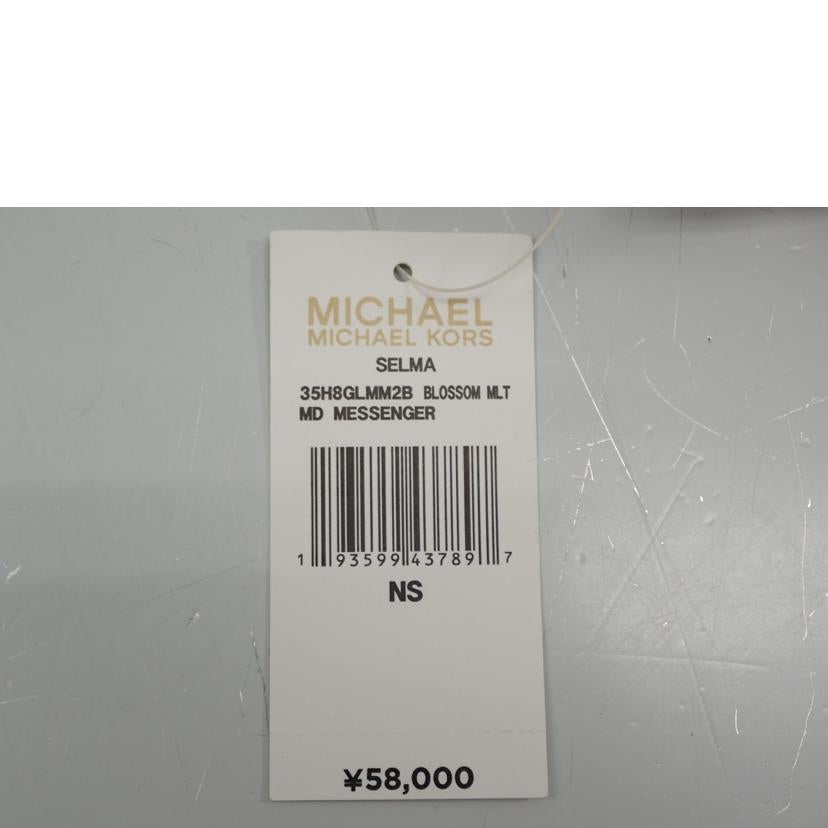 MICHAEL
MICHAEL KORS
SELMA
35H8GLMM2B BLOSSOM MLT
MD MESSENGER
1 93599 43789 7
NS
¥58,000